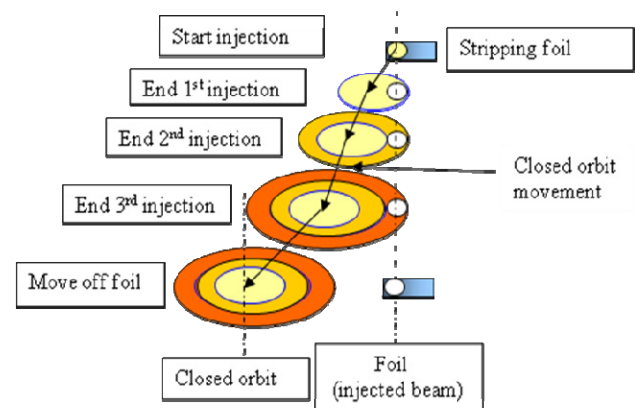 Start injection
Stripping foil
End 1st injection
End 2nd injection
Closed orbit
movement
End 3rd injection
Move off foil
Closed orbit
Foil
(injected beam)